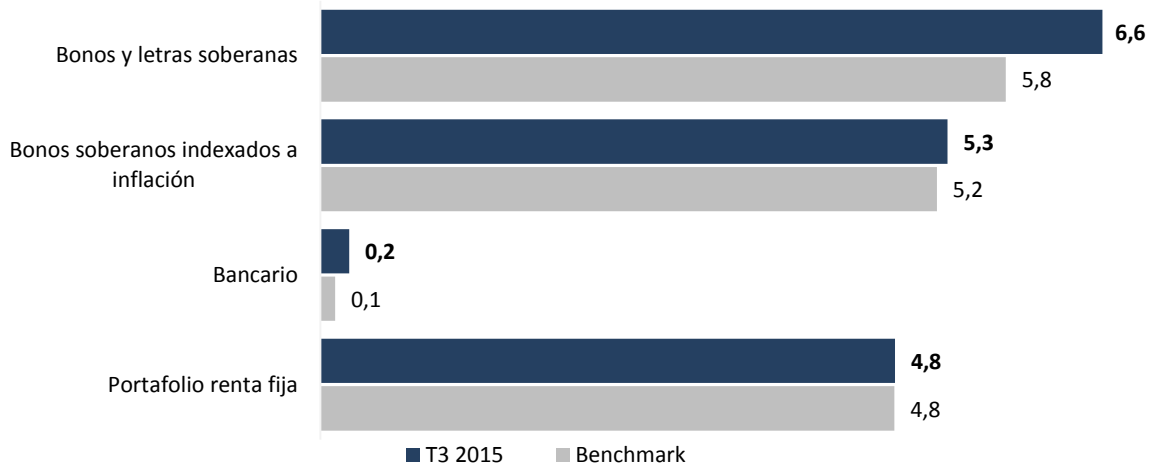 Bonos y letras soberanas
6,6
5,8
Bonos soberanos indexados a
inflación
5,3
5,2
Bancario
0,2
0,1
Portafolio renta fija
4,8
4,8
T3 2015 Benchmark